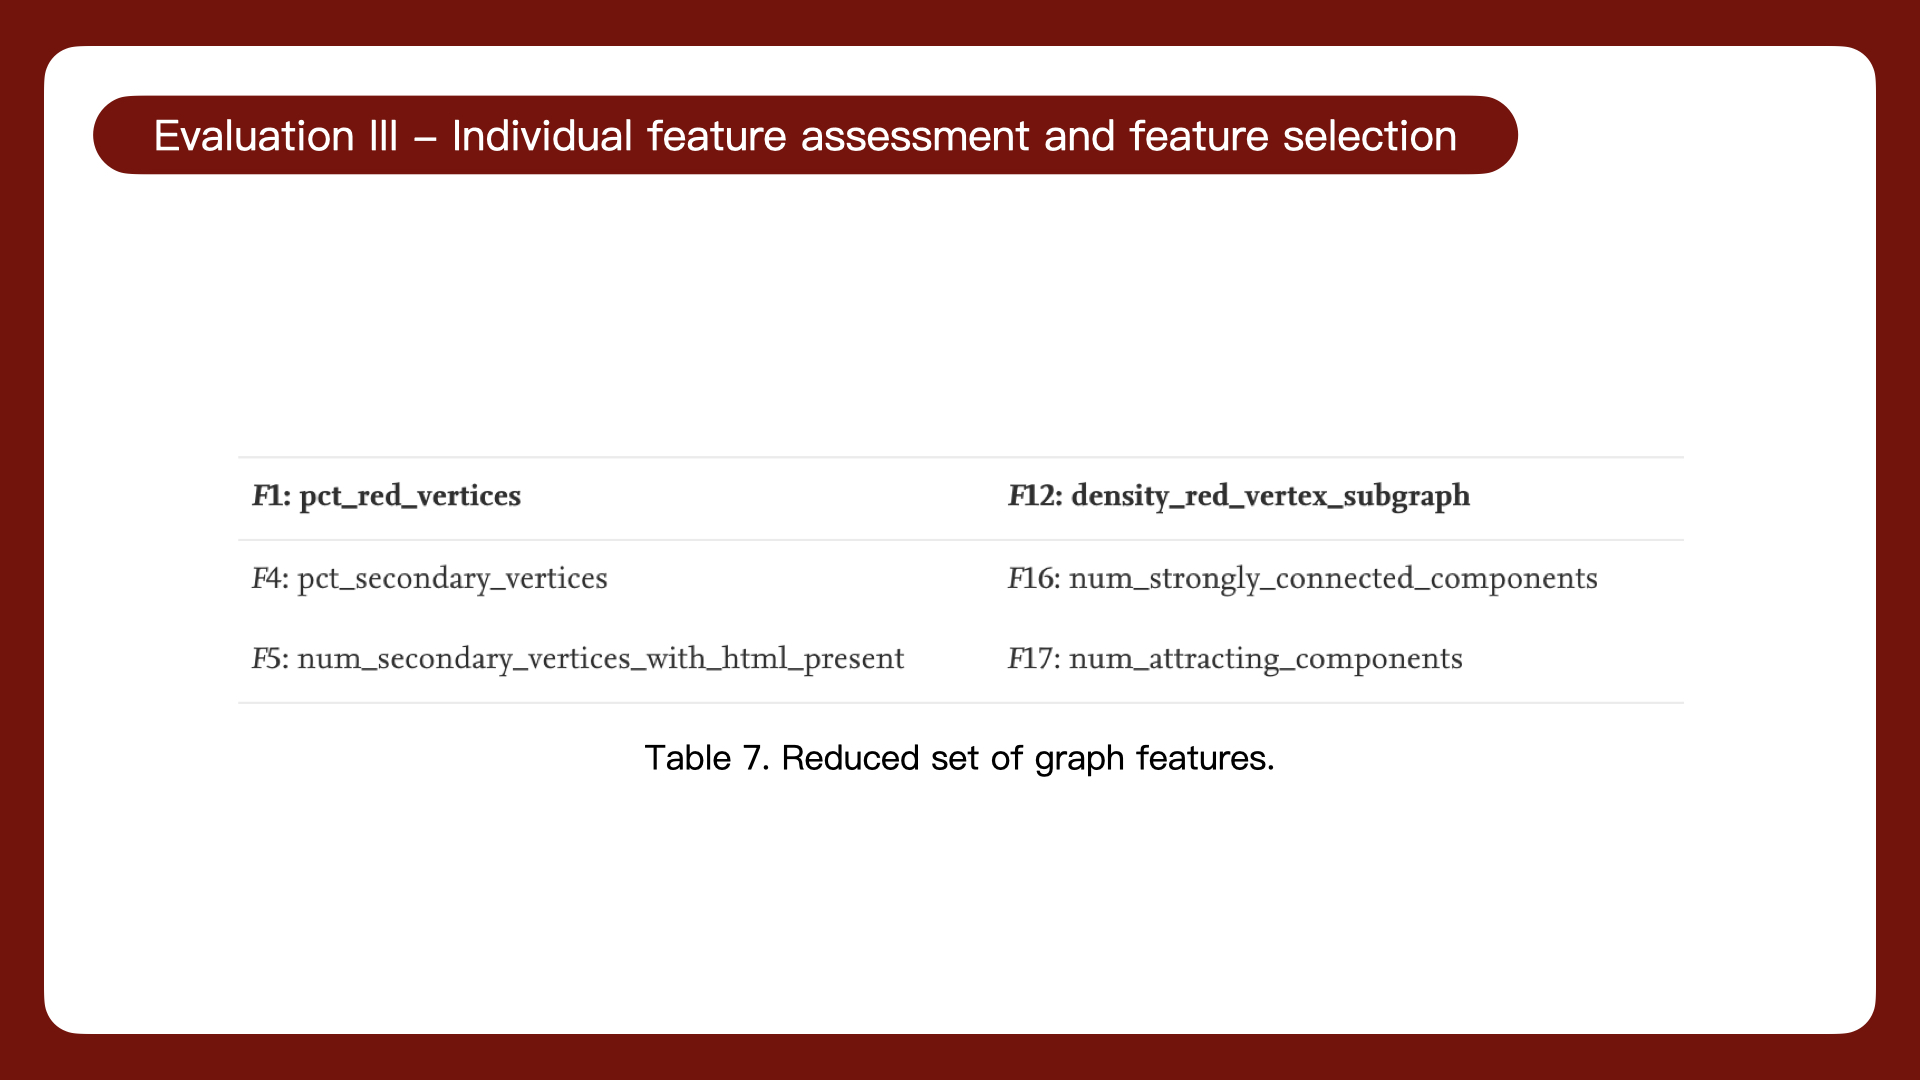 Evaluation III – Individual feature assessment and feature selection
F1: pct_red_vertices F12: density_red_vertex_subgraph
F4: pct_secondary_vertices F16: num_strongly_connected_components
F5: num_secondary_vertices_with_html_present F17: num_attracting_components
Table 7. Reduced set of graph features.